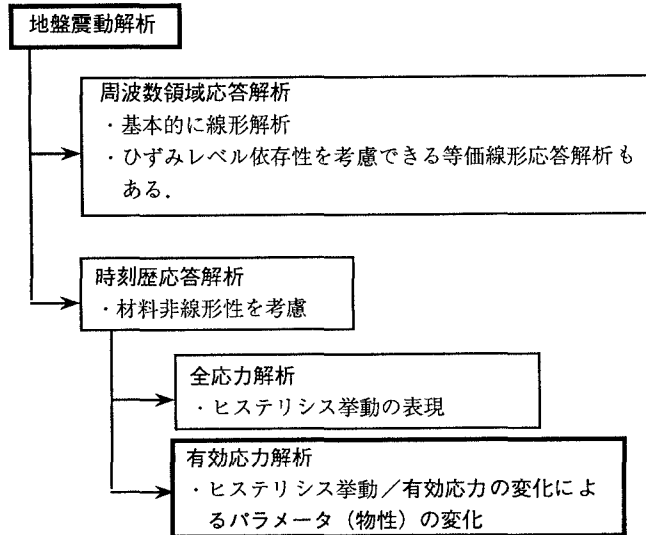 地盤震動解析
周波数領域応答解析
・基本的に線形解析
・ひずみレベル依存性を考慮できる等価線形応答解析も
ある.
時刻歴応答解析
・材料非線形性を考慮
全応力解析
・ヒステリシス挙動の表現
有効応力解析
・ヒステリシス挙動／有効応力の変化によ
るパラメータ（物性）の変化